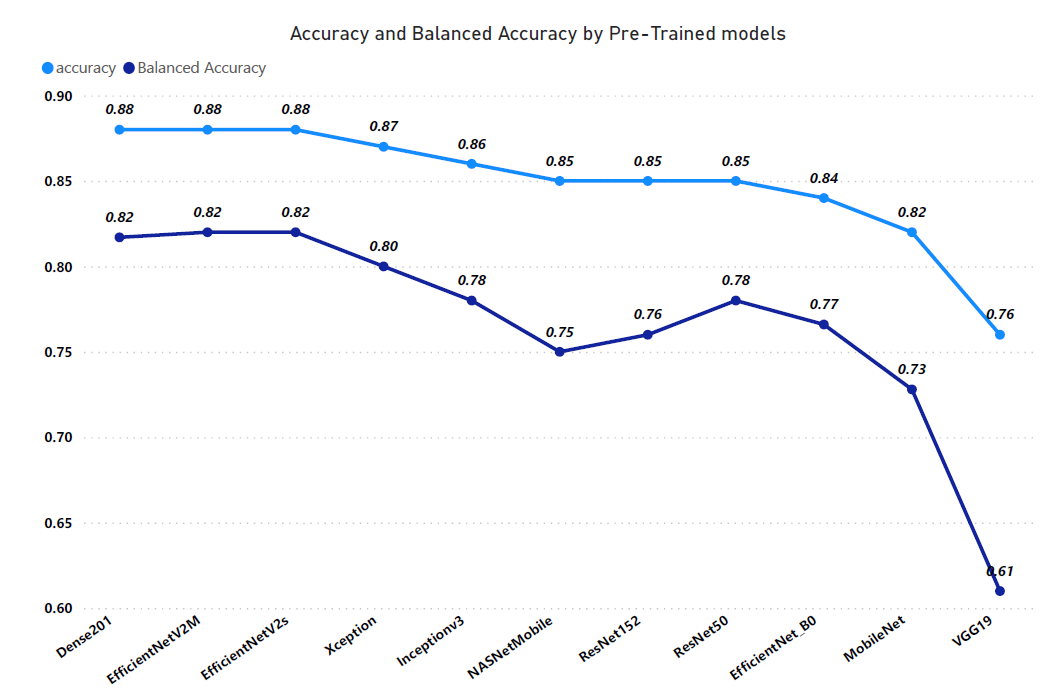 Accuracy and Balanced Accuracy by Pre-Trained models
accuracy Balanced Accuracy
0.90
0.88 0.88 0.88 0.87 0.86 0.85 0.85 0.85 0.84 0.82 0.76
0.85
0.82 0.82 0.82 0.80 0.78 0.75 0.76 0.78 0.77 0.73 0.61
0.80
0.75
0.70
0.65
0.60
Dense201 EfficientNetV2M EfficientNetV2s Xception Inceptionv3 NASNetMobile ResNet152 ResNet50 EfficientNet_B0 MobileNet VGG19